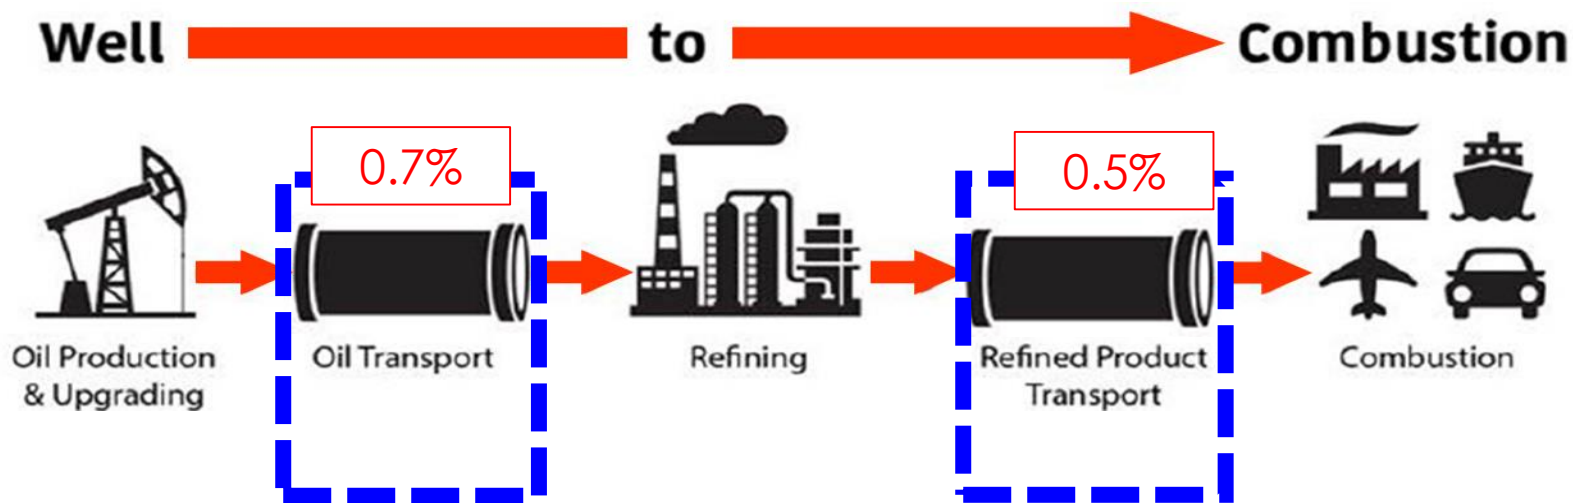 Well to Combustion
0.7%
0.5%
Oil Production
& Upgrading
Oil Transport
Refining
Refined Product
Transport
Combustion